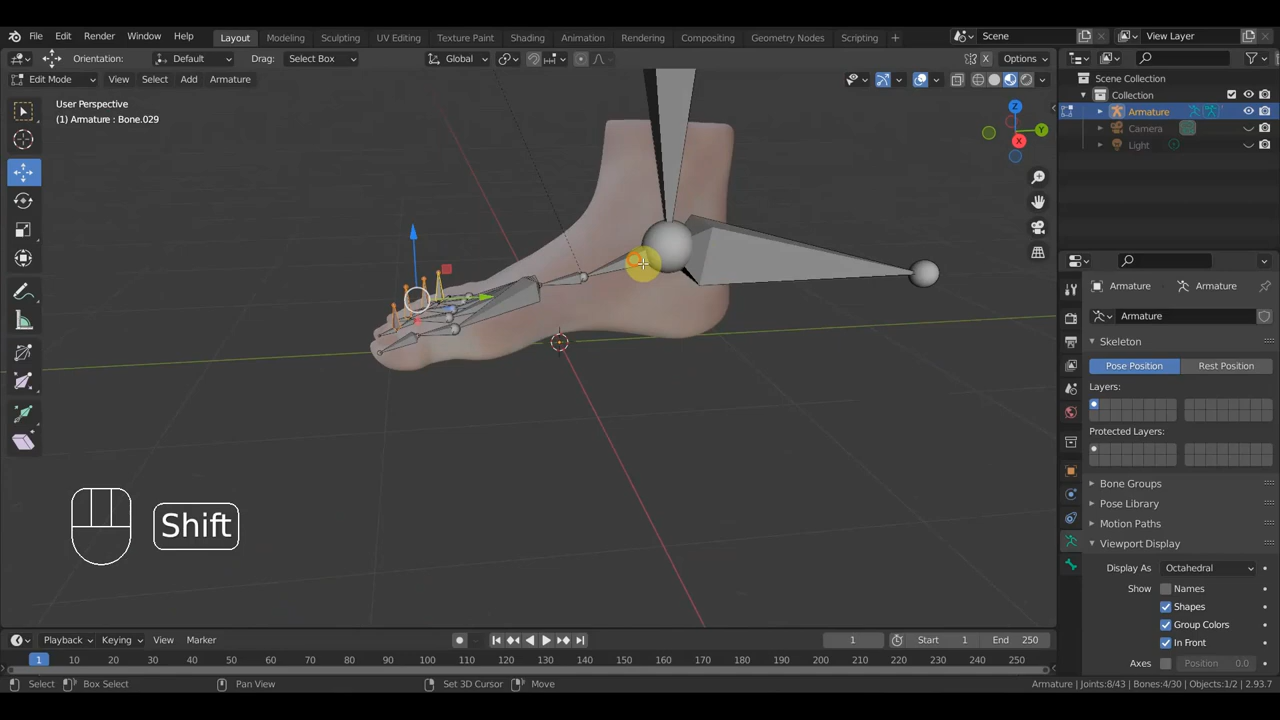 File Render Window Help Layout Modeling Sculpting UV Editing Texture Paint Shading Animation Rendering Compositing Geometry Nodes Scripting + Scene View Layer
Orientation: Default Drag: Select Box Global Options
Edit Mode View Select Add Armature
User Perspective
(1) Armature : Bone.029
Z
Y
X
Scene Collection
Collection
Armature
Camera
Light
Armature Armature
Armature
Skeleton
Pose Position Rest Position
Layers:
Protected Layers:
Bone Groups
Pose Library
Motion Paths
Viewport Display
Display As Octahedral
Show Names
Shapes
Group Colors
In Front
Axes Position 0.0
Shift
Playback Keying View Marker 1 Start 1 End 250
1 10 20 30 40 50 60 70 80 90 100 110 120 130 140 150 160 170 180 190 200 210 220 230 240 250
Select Box Select Pan View Set 3D Cursor Move Armature | Joints:8/43 | Bones:4/30 | Objects:1/2 | 2.93.7